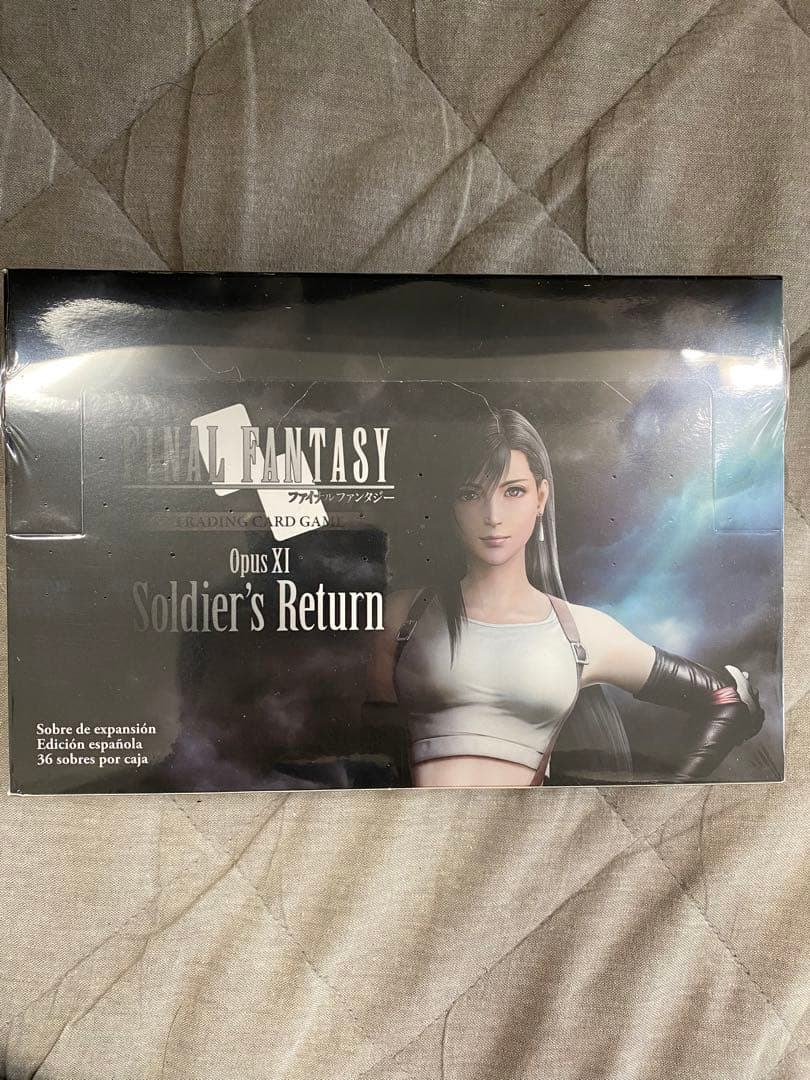 FINAL FANTASY
ファイナルファンタジー
TRADING CARD GAME
Opus XI
Soldier's Return
Sobre de expansión
Edición española
36 sobres por caja